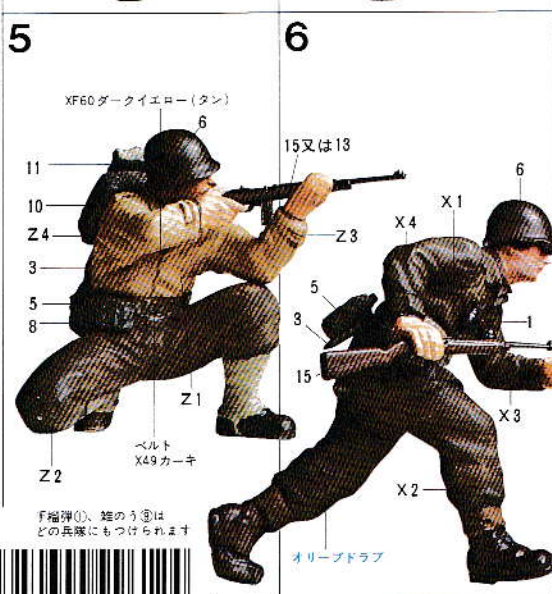 5
XF60ダークイエロー(タン)
6
15又は13
11
10
Z4
3
5
8
Z3
Z1
Z2
ベルト
X49カーキ
手榴弾①、雑のう⑨は
どの兵隊にもつけられます
6
6
X1
X4
5
3
15
1
X3
X2
オリーブドラブ